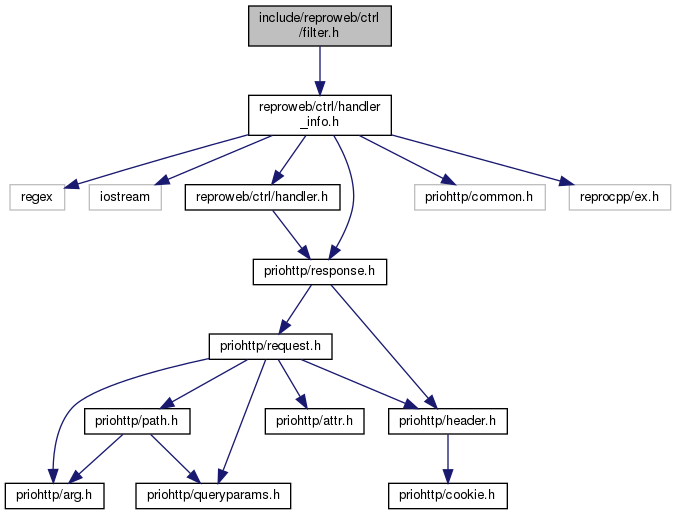 include/reproweb/ctrl
/filter.h
reproweb/ctrl/handler
_info.h
regex
iostream
reproweb/ctrl/handler.h
priohttp/common.h
reprocpp/ex.h
priohttp/response.h
priohttp/request.h
priohttp/path.h
priohttp/attr.h
priohttp/header.h
priohttp/arg.h
priohttp/queryparams.h
priohttp/cookie.h